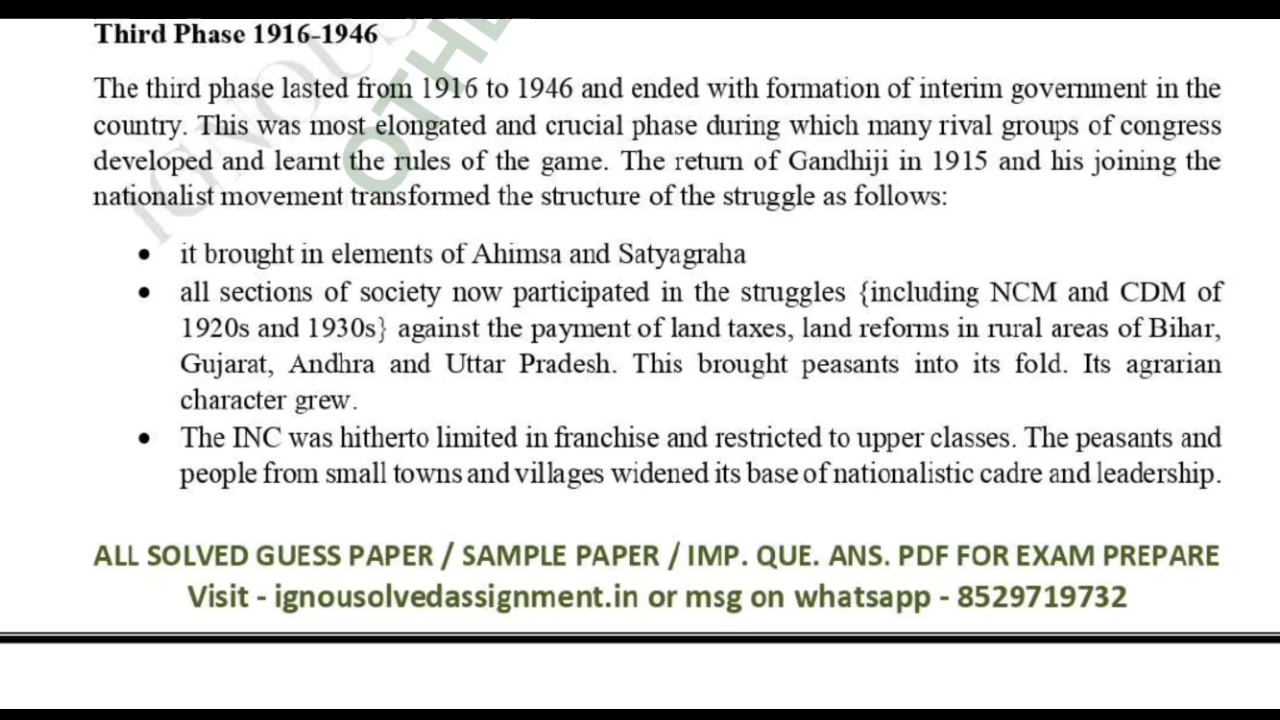 Third Phase 1916-1946
The third phase lasted from 1916 to 1946 and ended with formation of interim government in the
country. This was most elongated and crucial phase during which many rival groups of congress
developed and learnt the rules of the game. The return of Gandhiji in 1915 and his joining the
nationalist movement transformed the structure of the struggle as follows:
• it brought in elements of Ahimsa and Satyagraha
• all sections of society now participated in the struggles {including NCM and CDM of
1920s and 1930s} against the payment of land taxes, land reforms in rural areas of Bihar,
Gujarat, Andhra and Uttar Pradesh. This brought peasants into its fold. Its agrarian
character grew.
• The INC was hitherto limited in franchise and restricted to upper classes. The peasants and
people from small towns and villages widened its base of nationalistic cadre and leadership.
ALL SOLVED GUESS PAPER / SAMPLE PAPER / IMP. QUE. ANS. PDF FOR EXAM PREPARE
Visit - ignousolvedassignment.in or msg on whatsapp - 8529719732